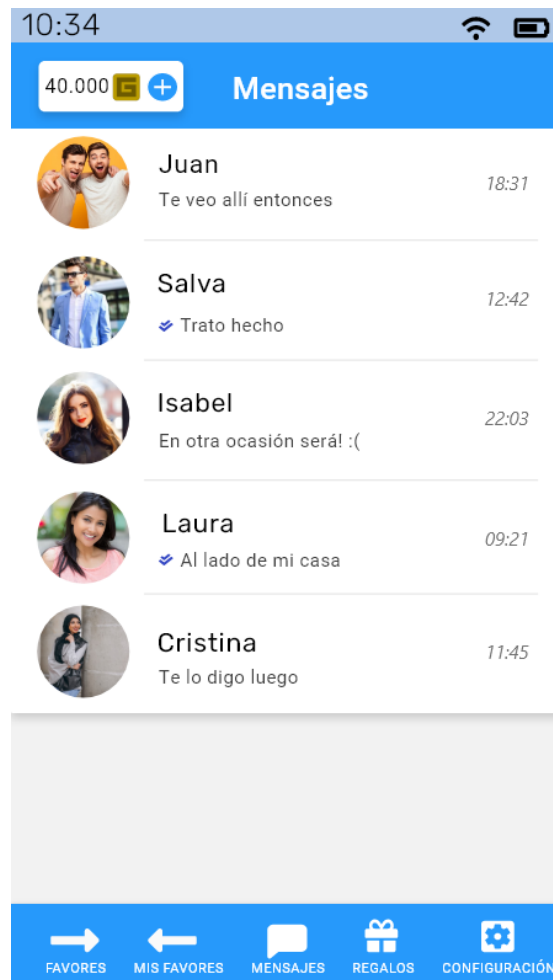 10:34
40.000 G +
Mensajes
Juan
18:31
Te veo allí entonces
Salva
12:42
Trato hecho
Isabel
22:03
En otra ocasión será! :(
Laura
09:21
Al lado de mi casa
Cristina
11:45
Te lo digo luego
FAVORES MIS FAVORES MENSAJES REGALOS CONFIGURACIÓN